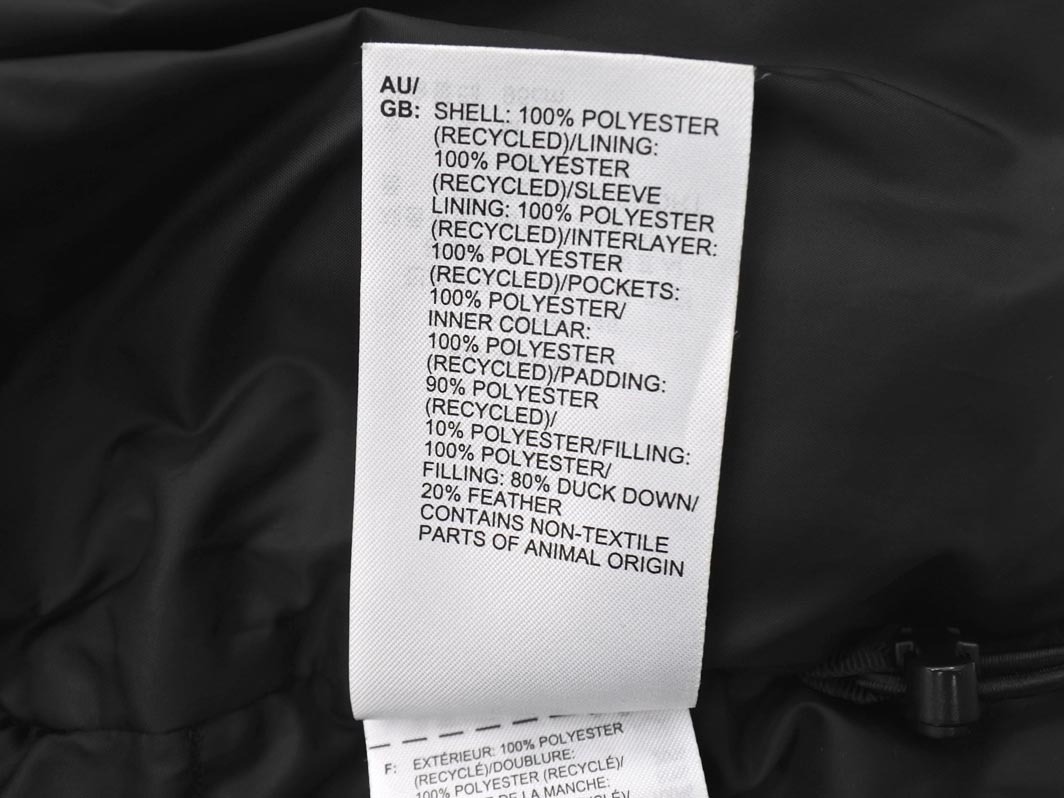 AU/
GB: SHELL: 100% POLYESTER
(RECYCLED)/LINING:
100% POLYESTER
(RECYCLED)/SLEEVE
LINING: 100% POLYESTER
(RECYCLED)/INTERLAYER:
100% POLYESTER
(RECYCLED)/POCKETS:
100% POLYESTER/
INNER COLLAR:
100% POLYESTER
(RECYCLED)/PADDING:
90% POLYESTER
(RECYCLED)/
10% POLYESTER/FILLING:
100% POLYESTER/
FILLING: 80% DUCK DOWN/
20% FEATHER
CONTAINS NON-TEXTILE
PARTS OF ANIMAL ORIGIN
F: EXTÉRIEUR: 100% POLYESTER
(RECYCLÉ)/DOUBLURE:
100% POLYESTER (RECYCLÉ)/
DE LA MANCHE: